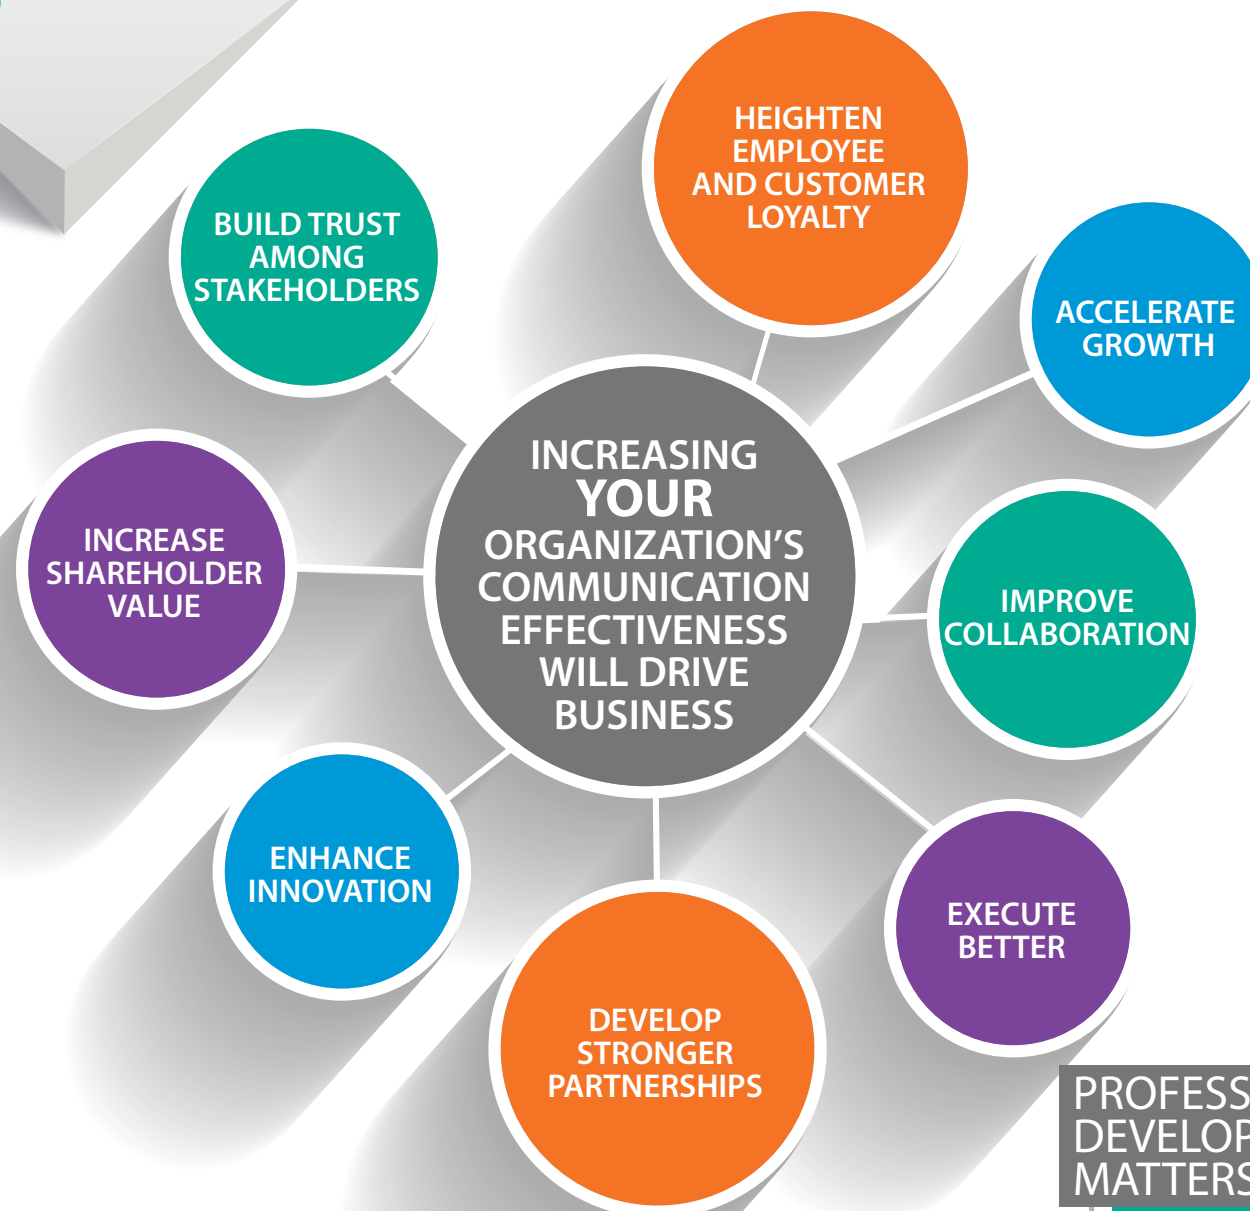 HEIGHTEN
EMPLOYEE
AND CUSTOMER
LOYALTY
BUILD TRUST
AMONG
STAKEHOLDERS
ACCELERATE
GROWTH
INCREASING
YOUR
ORGANIZATION’S
COMMUNICATION
EFFECTIVENESS
WILL DRIVE
BUSINESS
INCREASE
SHAREHOLDER
VALUE
IMPROVE
COLLABORATION
ENHANCE
INNOVATION
EXECUTE
BETTER
DEVELOP
STRONGER
PARTNERSHIPS
MATTERS